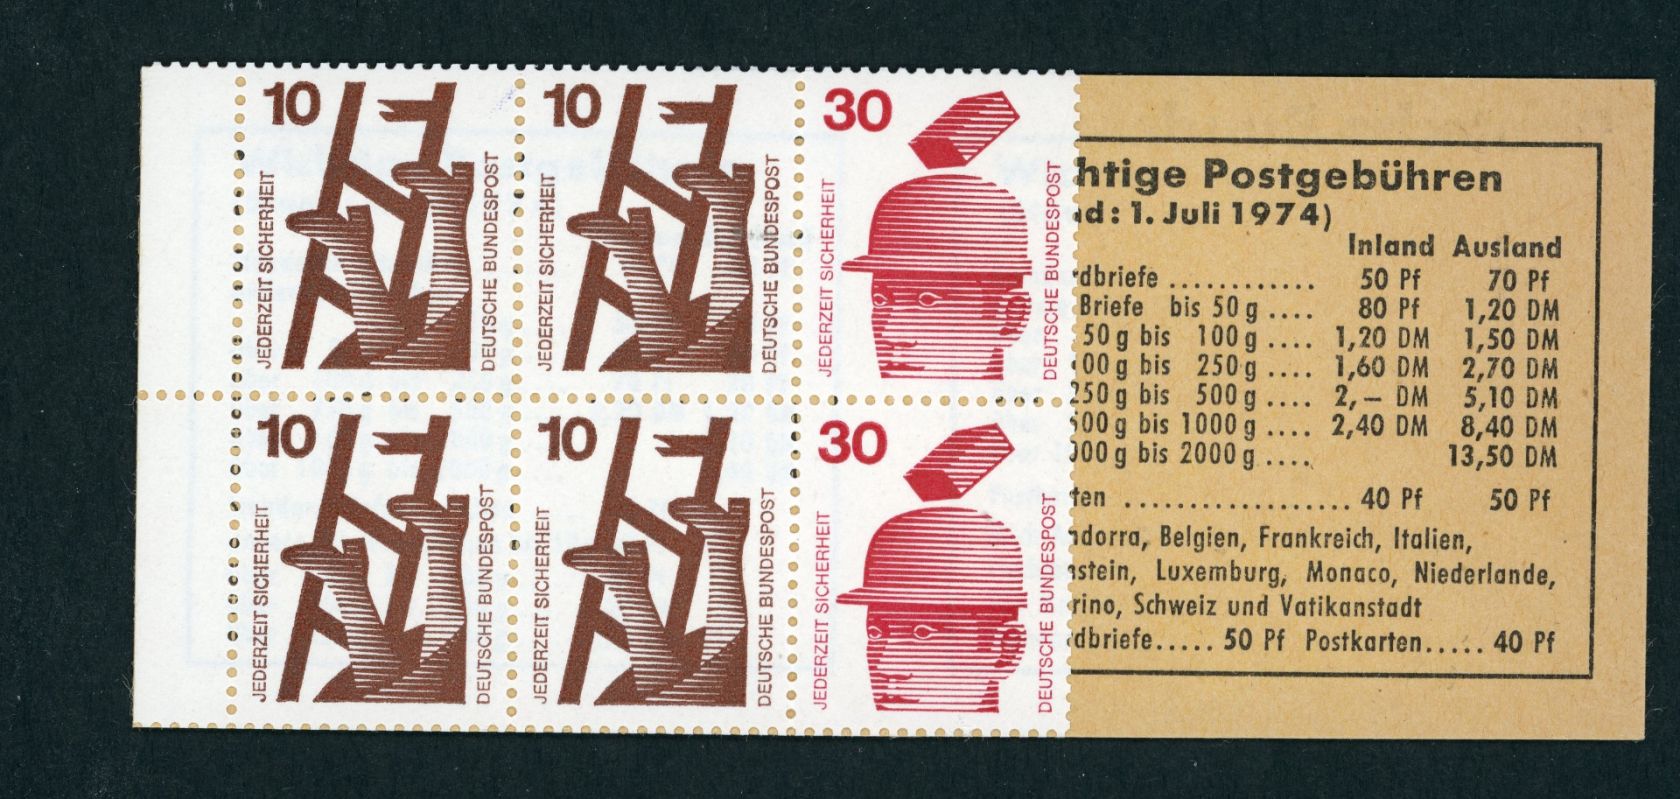 10
JEDERZEIT SICHERHEIT
DEUTSCHE BUNDESPOST
10
JEDERZEIT SICHERHEIT
DEUTSCHE BUNDESPOST
30
JEDERZEIT SICHERHEIT
DEUTSCHE BUNDESPOST
10
JEDERZEIT SICHERHEIT
DEUTSCHE BUNDESPOST
10
JEDERZEIT SICHERHEIT
DEUTSCHE BUNDESPOST
30
JEDERZEIT SICHERHEIT
DEUTSCHE BUNDESPOST
htige Postgebühren
d: 1. Juli 1974)
Inland Ausland
dbriefe ............ 50 Pf 70 Pf
Briefe bis 50 g .... 80 Pf 1,20 DM
50 g bis 100 g .... 1,20 DM 1,50 DM
00 g bis 250 g .... 1,60 DM 2,70 DM
250 g bis 500 g .... 2,— DM 5,10 DM
500 g bis 1000 g .... 2,40 DM 8,40 DM
000 g bis 2000 g .... 13,50 DM
ten .................. 40 Pf 50 Pf
dorra, Belgien, Frankreich, Italien,
stein, Luxemburg, Monaco, Niederlande,
rino, Schweiz und Vatikanstadt
dbriefe..... 50 Pf Postkarten..... 40 Pf